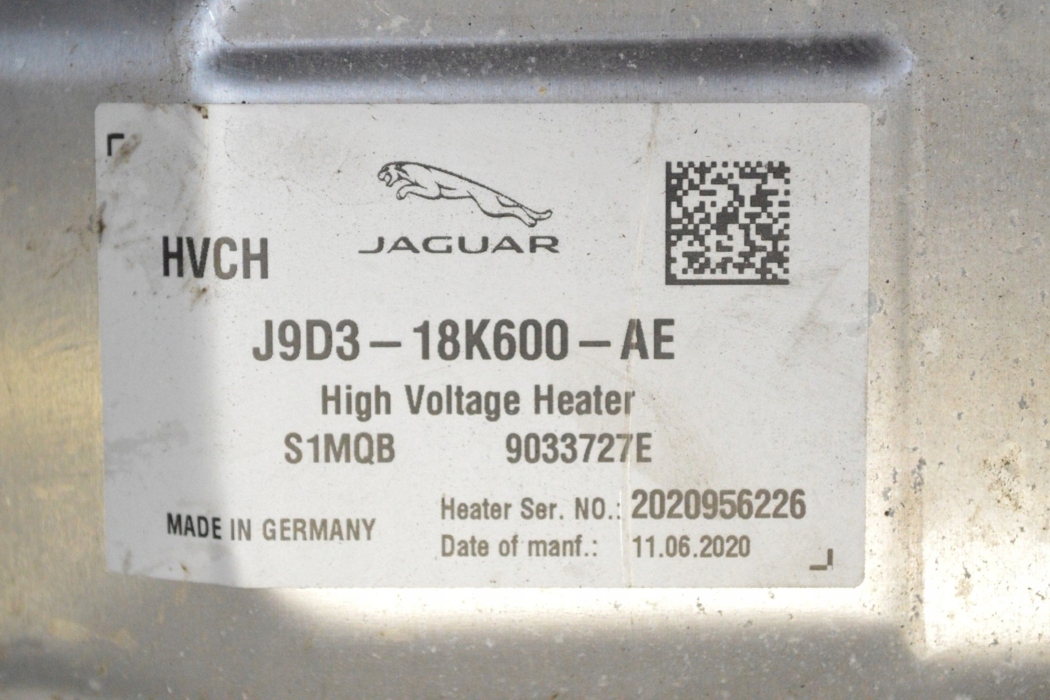 JAGUAR
HVCH
J9D3-18K600-AE
High Voltage Heater
S1MQB 9033727E
Heater Ser. NO.: 2020956226
MADE IN GERMANY
Date of manf.: 11.06.2020